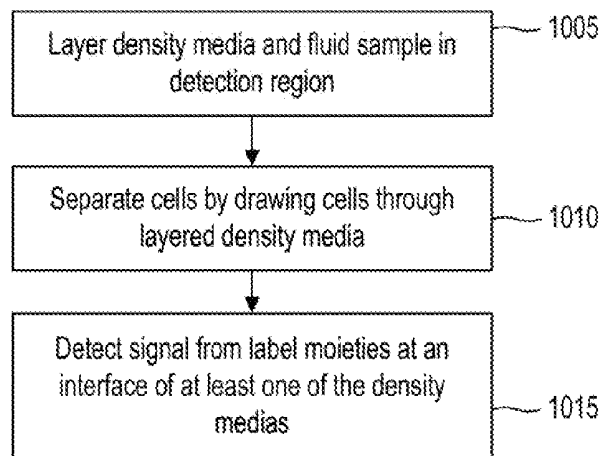 Layer density media and fluid sample in
detection region
1005
Separate cells by drawing cells through
layered density media
1010
Detect signal from label moieties at an
interface of at least one of the density
medias
1015